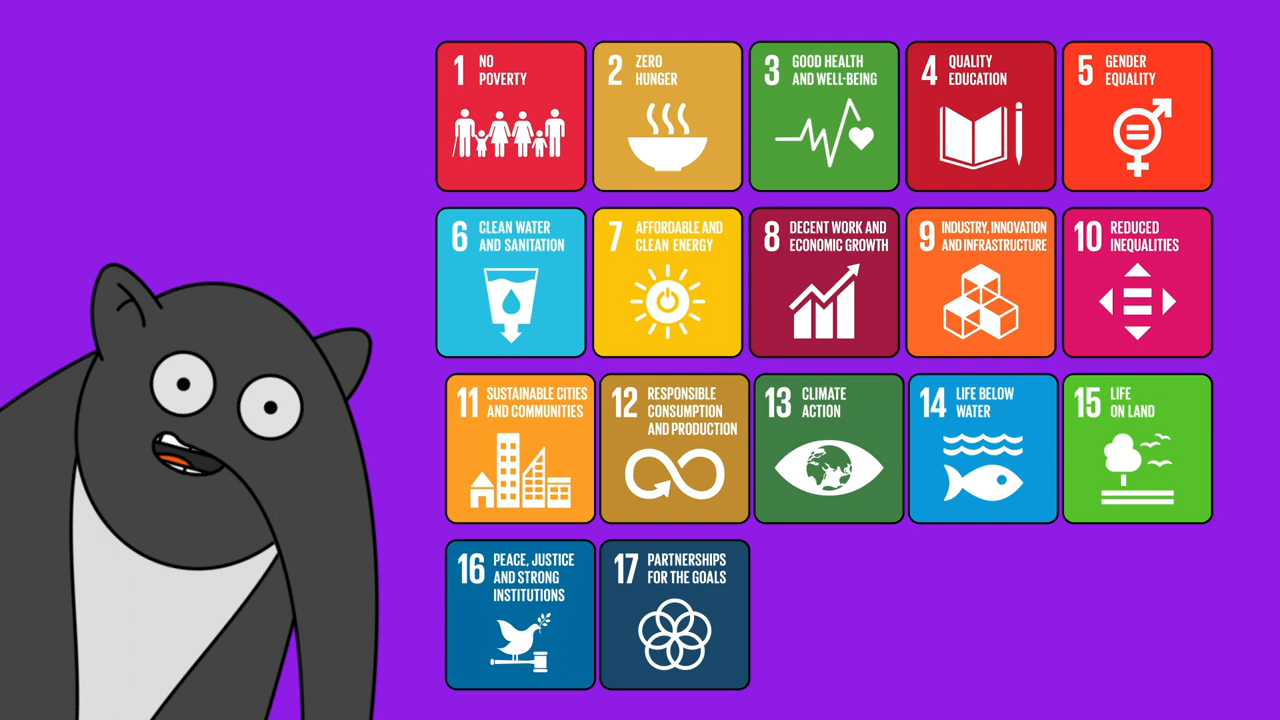 1 NO
POVERTY
2 ZERO
HUNGER
3 GOOD HEALTH
AND WELL-BEING
4 QUALITY
EDUCATION
5 GENDER
EQUALITY
6 CLEAN WATER
AND SANITATION
7 AFFORDABLE AND
CLEAN ENERGY
8 DECENT WORK AND
ECONOMIC GROWTH
9 INDUSTRY, INNOVATION
AND INFRASTRUCTURE
10 REDUCED
INEQUALITIES
11 SUSTAINABLE CITIES
AND COMMUNITIES
12 RESPONSIBLE
CONSUMPTION
AND PRODUCTION
13 CLIMATE
ACTION
14 LIFE BELOW
WATER
15 LIFE
ON LAND
16 PEACE, JUSTICE
AND STRONG
INSTITUTIONS
17 PARTNERSHIPS
FOR THE GOALS